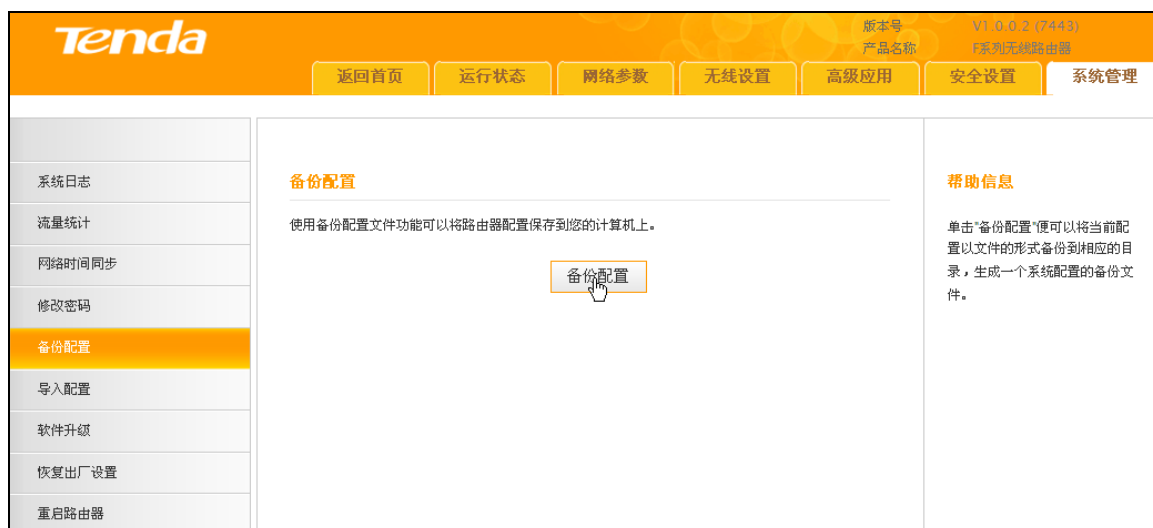 Tenda
版本号 V1.0.0.2 (7443)
产品名称 F系列无线路由器
返回首页 运行状态 网络参数 无线设置 高级应用 安全设置 系统管理
系统日志
流量统计
网络时间同步
修改密码
备份配置
导入配置
软件升级
恢复出厂设置
重启路由器
备份配置
使用备份配置文件功能可以将路由器配置保存到您的计算机上。
备份配置
帮助信息
单击"备份配置"便可以将当前配
置以文件的形式备份到相应的目
录，生成一个系统配置的备份文
件。